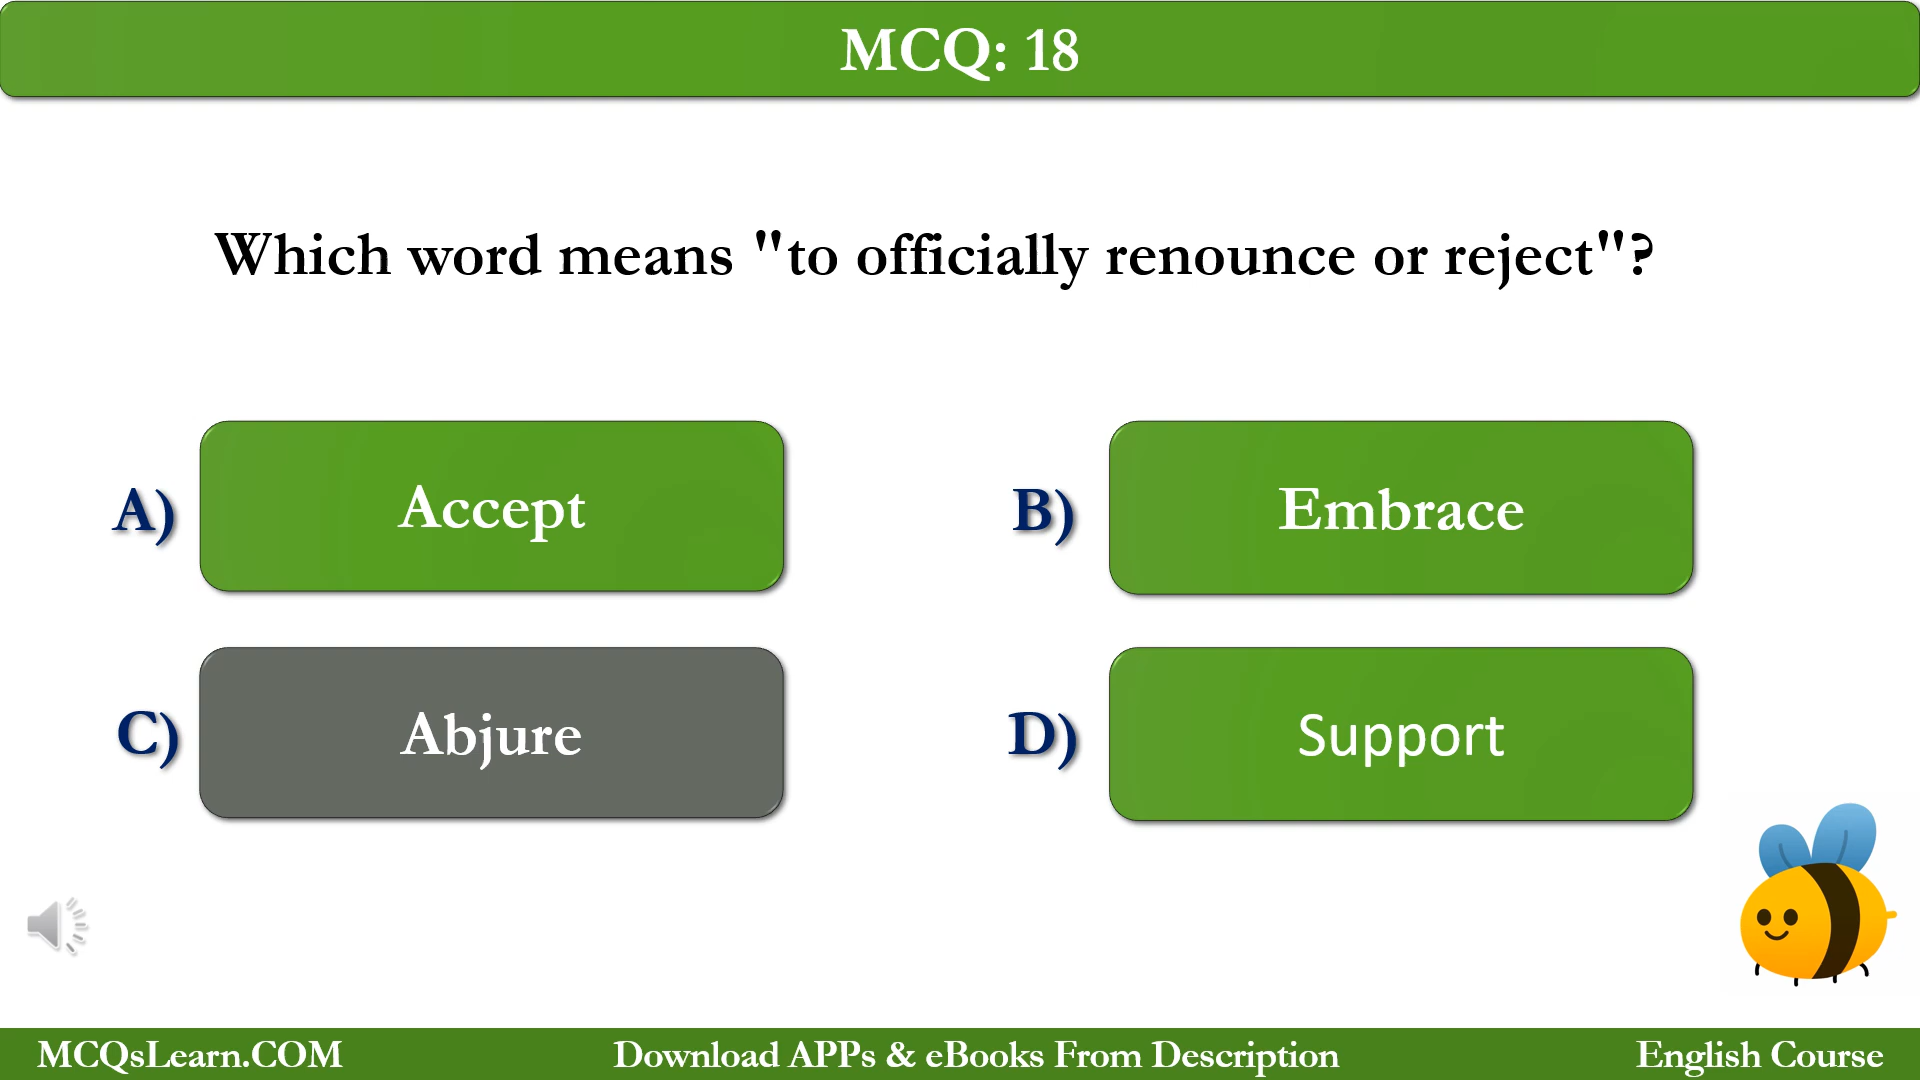 MCQ: 18
Which word means "to officially renounce or reject"?
A) Accept
B) Embrace
C) Abjure
D) Support
MCQsLearn.COM Download APPs & eBooks From Description English Course